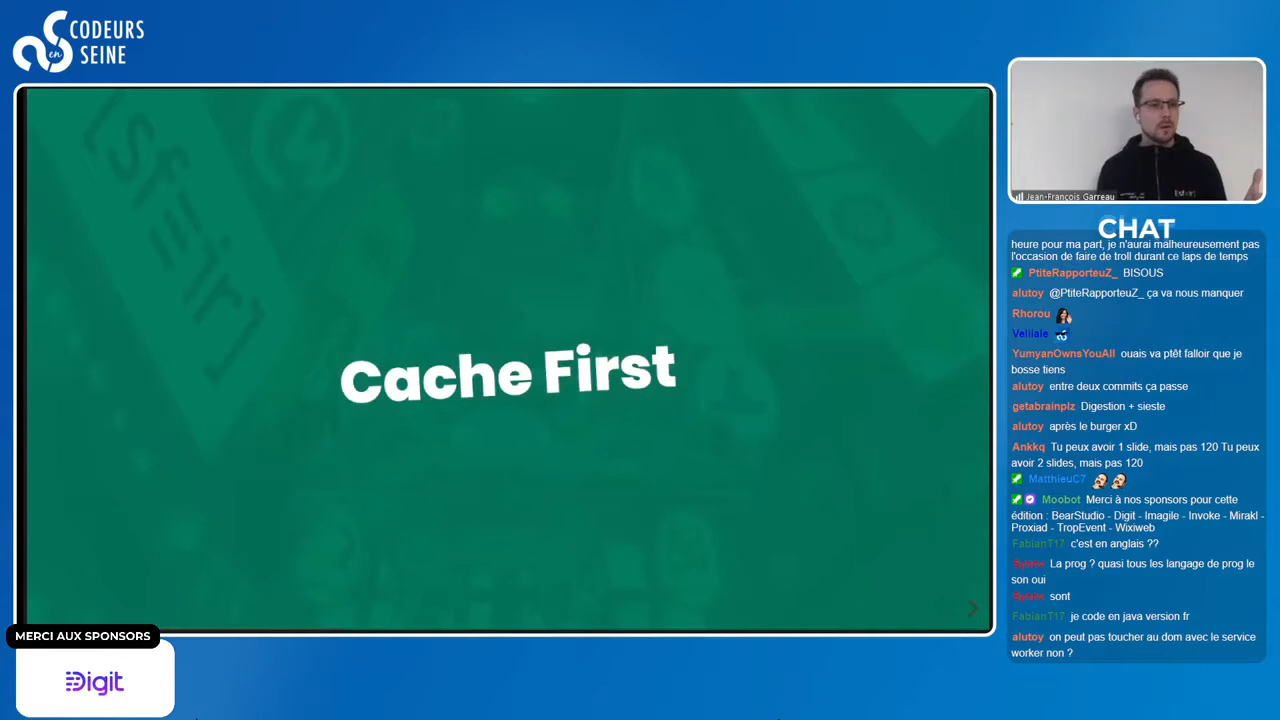 CODEURS
en
SEINE
[sf=ir]
Cache First
MERCI AUX SPONSORS
Digit
Jean-François Garreau
CHAT
heure pour ma part, je n'aurai malheureusement pas
l'occasion de faire de troll durant ce laps de temps
PtiteRapporteuZ_ BISOUS
alutoy @PtiteRapporteuZ_ ça va nous manquer
Rhorou
Velliale
YumyanOwnsYouAll ouais va ptêt falloir que je
bosse tiens
alutoy entre deux commits ça passe
getabrainplz Digestion + sieste
alutoy après le burger xD
Ankkq Tu peux avoir 1 slide, mais pas 120 Tu peux
avoir 2 slides, mais pas 120
MatthieuC7
Moobot Merci à nos sponsors pour cette
édition : BearStudio - Digit - Imagile - Invoke - Mirakl -
Proxiad - TropEvent - Wixiweb
FabianT17 c'est en anglais ??
La prog ? quasi tous les langage de prog le
son oui
sont
FabianT17 je code en java version fr
alutoy on peut pas toucher au dom avec le service
worker non ?